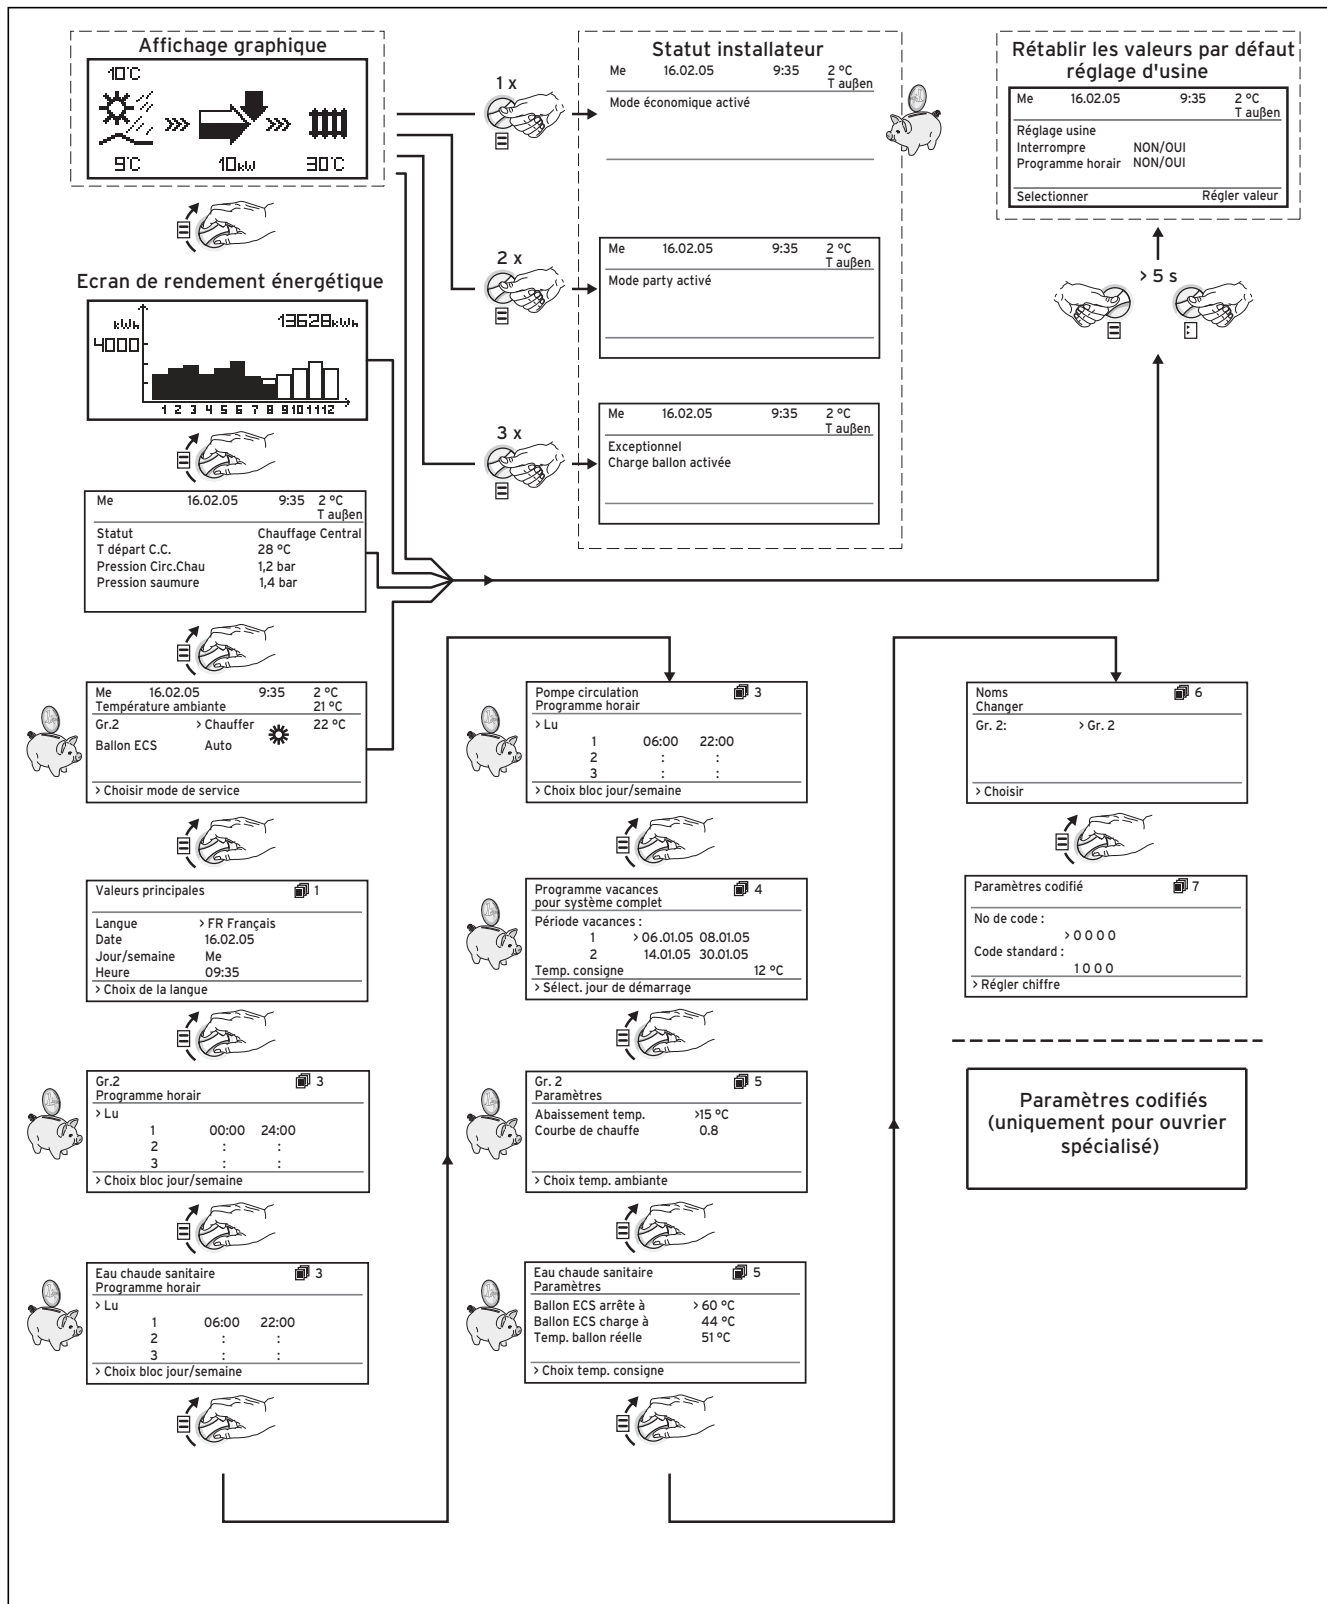 Affichage graphique
10°C
9°C
10kW
30°C
1 x
2 x
3 x
Statut installateur
Me 16.02.05 9:35 2 °C
T außen
Mode économique activé
Me 16.02.05 9:35 2 °C
T außen
Mode party activé
Me 16.02.05 9:35 2 °C
T außen
Exceptionnel
Charge ballon activée
Rétablir les valeurs par défaut
réglage d'usine
Me 16.02.05 9:35 2 °C
T außen
Réglage usine
Interrompre NON/OUI
Programme horair NON/OUI
Selectionner Régler valeur
> 5 s
Ecran de rendement énergétique
kWh
4000
13628kWh
1 2 3 4 5 6 7 8 9 10 11 12
Me 16.02.05 9:35 2 °C
T außen
Statut Chauffage Central
T départ C.C. 28 °C
Pression Circ.Chau 1,2 bar
Pression saumure 1,4 bar
Me 16.02.05 9:35 2 °C
Température ambiante 21 °C
Gr.2 > Chauffer 22 °C
Ballon ECS Auto
> Choisir mode de service
Valeurs principales 1
Langue > FR Français
Date 16.02.05
Jour/semaine Me
Heure 09:35
> Choix de la langue
Gr.2 3
Programme horair
> Lu
1 00:00 24:00
2 : :
3 : :
> Choix bloc jour/semaine
Eau chaude sanitaire 3
Programme horair
> Lu
1 06:00 22:00
2 : :
3 : :
> Choix bloc jour/semaine
Pompe circulation 3
Programme horair
> Lu
1 06:00 22:00
2 : :
3 : :
> Choix bloc jour/semaine
Programme vacances 4
pour système complet
Période vacances :
1 > 06.01.05 08.01.05
2 14.01.05 30.01.05
Temp. consigne 12 °C
> Sélect. jour de démarrage
Gr. 2 5
Paramètres
Abaissement temp. >15 °C
Courbe de chauffe 0.8
> Choix temp. ambiante
Eau chaude sanitaire 5
Paramètres
Ballon ECS arrête à > 60 °C
Ballon ECS charge à 44 °C
Temp. ballon réelle 51 °C
> Choix temp. consigne
Noms 6
Changer
Gr. 2: > Gr. 2
> Choisir
Paramètres codifié 7
No de code :
> 0 0 0 0
Code standard :
1 0 0 0
> Régler chiffre
Paramètres codifiés
(uniquement pour ouvrier
spécialisé)